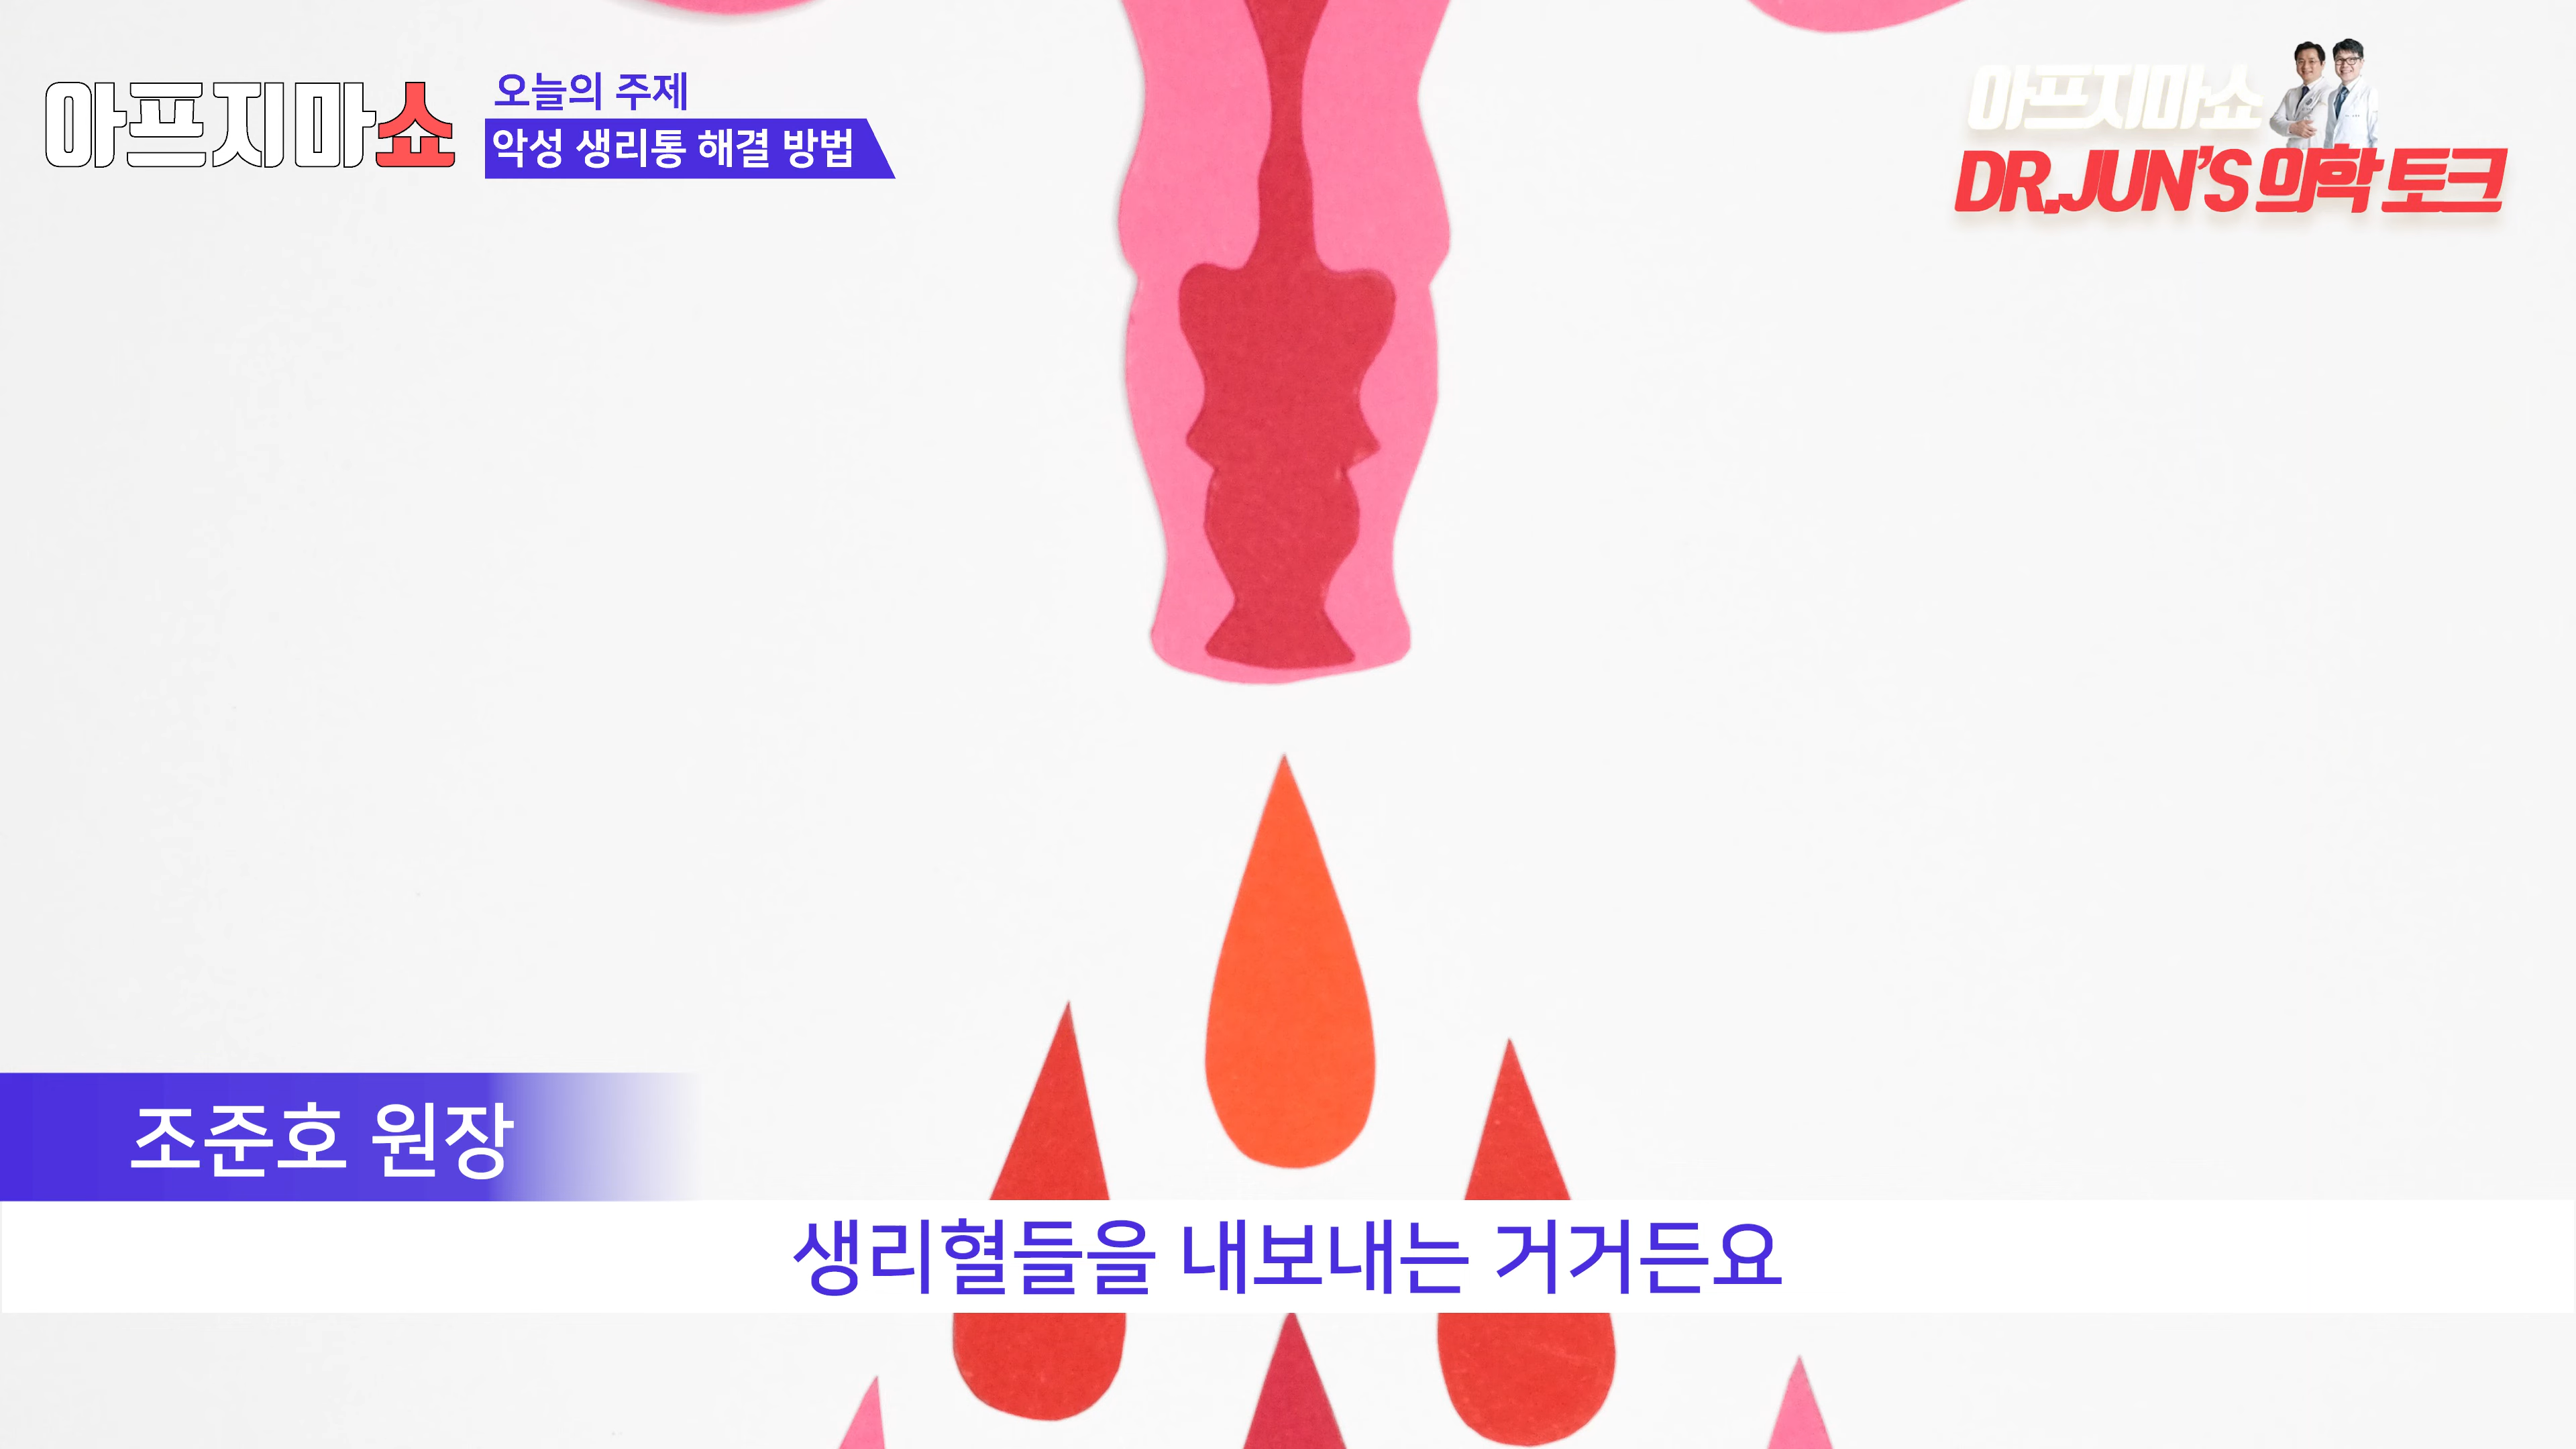 아프지마쇼
오늘의 주제
악성 생리통 해결 방법
아프지마쇼
DR.JUN'S 의학토크
조준호 원장
생리혈들을 내보내는 거거든요